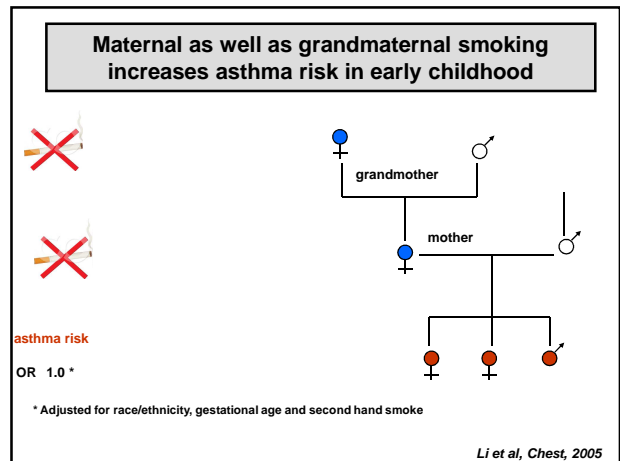 Maternal as well as grandmaternal smoking
increases asthma risk in early childhood
grandmother
mother
asthma risk
OR 1.0 *
* Adjusted for race/ethnicity, gestational age and second hand smoke
Li et al, Chest, 2005